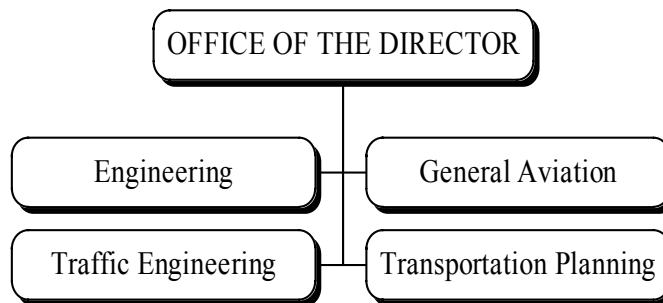 OFFICE OF THE DIRECTOR
Engineering
General Aviation
Traffic Engineering
Transportation Planning